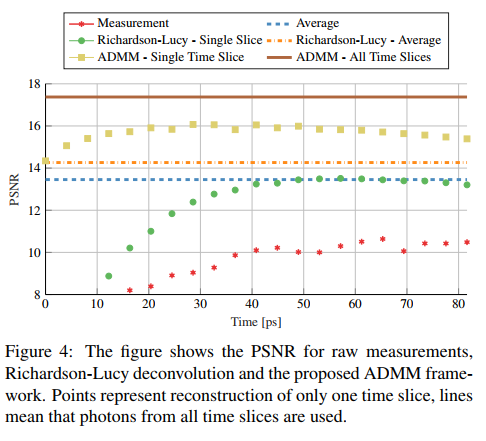 Measurement
Average
Richardson-Lucy - Single Slice
Richardson-Lucy - Average
ADMM - Single Time Slice
ADMM - All Time Slices
18
16
14
12
10
8
PSNR
0 10 20 30 40 50 60 70 80
Time [ps]
Figure 4: The figure shows the PSNR for raw measurements,
Richardson-Lucy deconvolution and the proposed ADMM frame-
work. Points represent reconstruction of only one time slice, lines
mean that photons from all time slices are used.